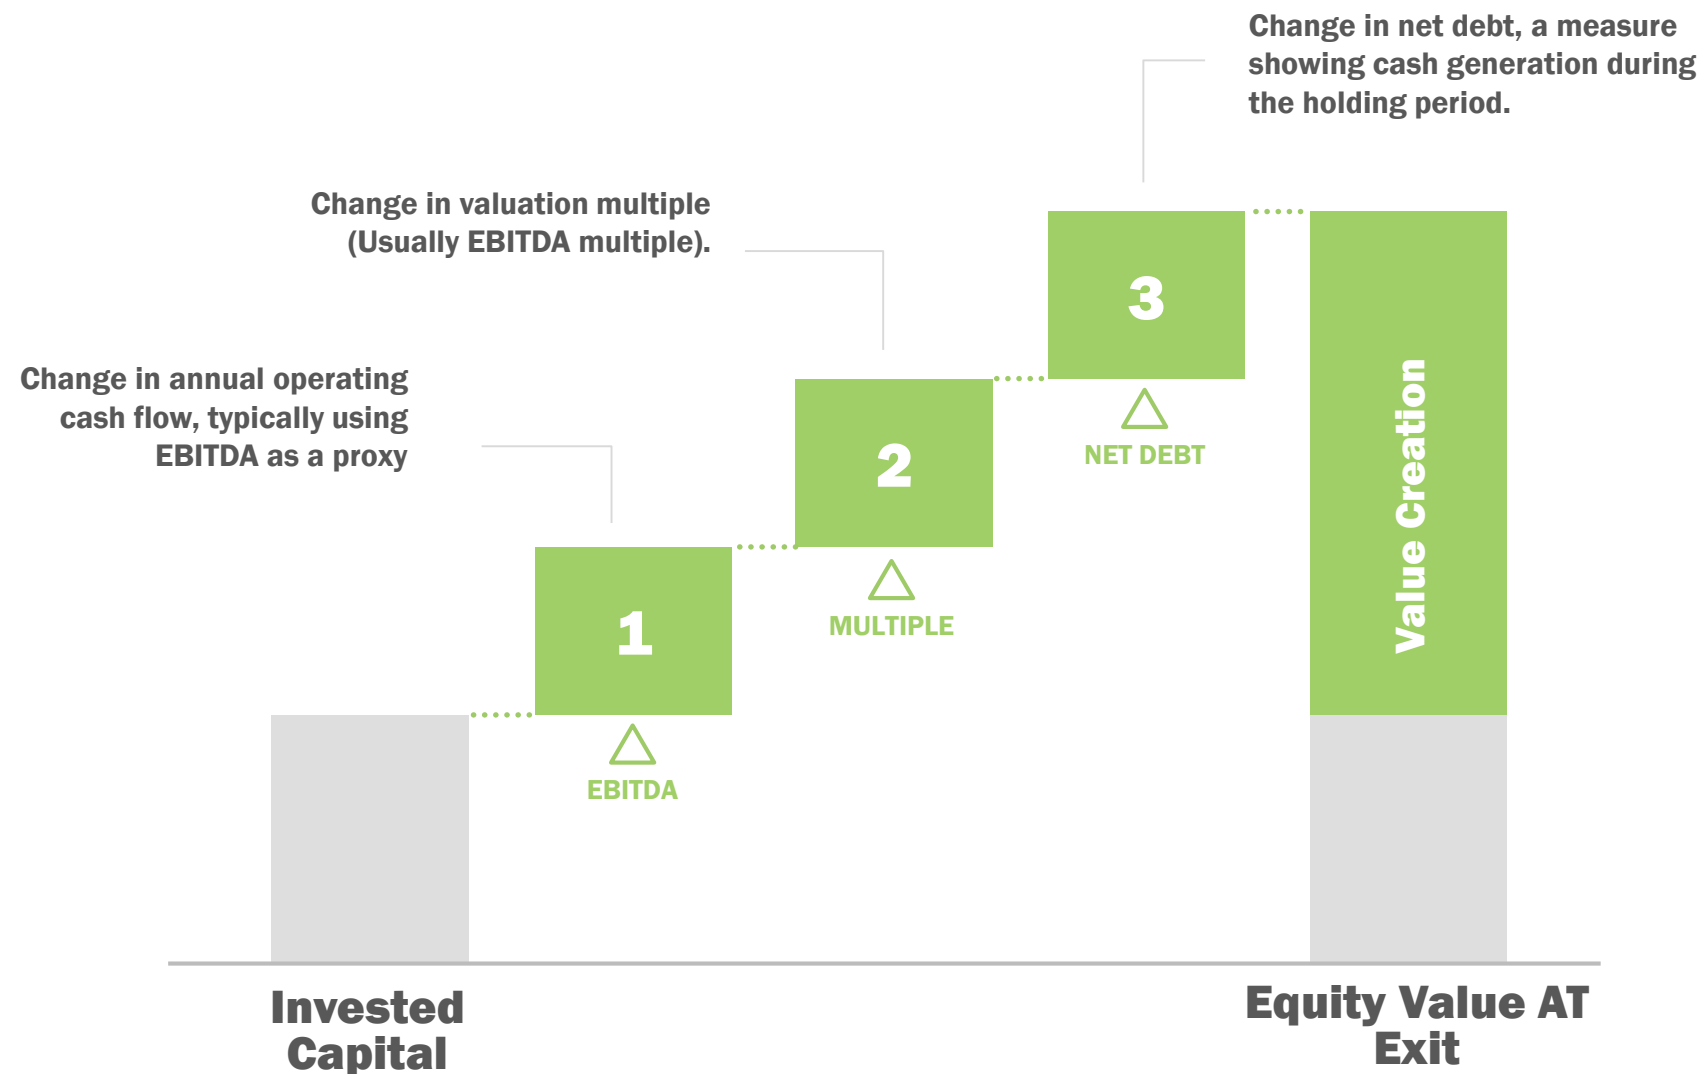 Change in net debt, a measure
showing cash generation during
the holding period.
Change in valuation multiple
(Usually EBITDA multiple).
Change in annual operating
cash flow, typically using
EBITDA as a proxy
3
NET DEBT
2
MULTIPLE
1
EBITDA
Value Creation
Invested
Capital
Equity Value AT
Exit